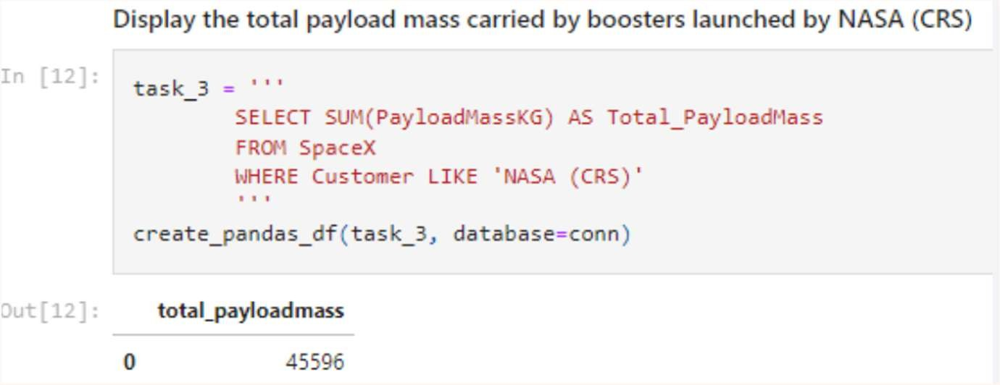 Display the total payload mass carried by boosters launched by NASA (CRS)
In [12]:
task_3 = '''
SELECT SUM(PayloadMassKG) AS Total_PayloadMass
FROM SpaceX
WHERE Customer LIKE 'NASA (CRS)'
'''
create_pandas_df(task_3, database=conn)
Out[12]:
total_payloadmass
0 45596